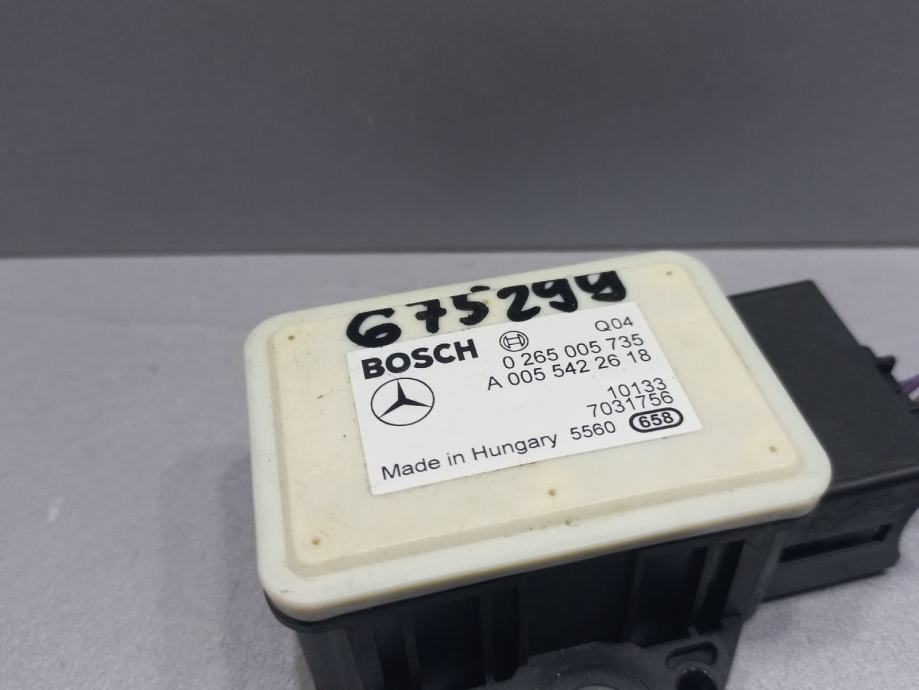 675299
BOSCH
Q04
0 265 005 735
A 005 542 26 18
10133
7031756
Made in Hungary 5560 658